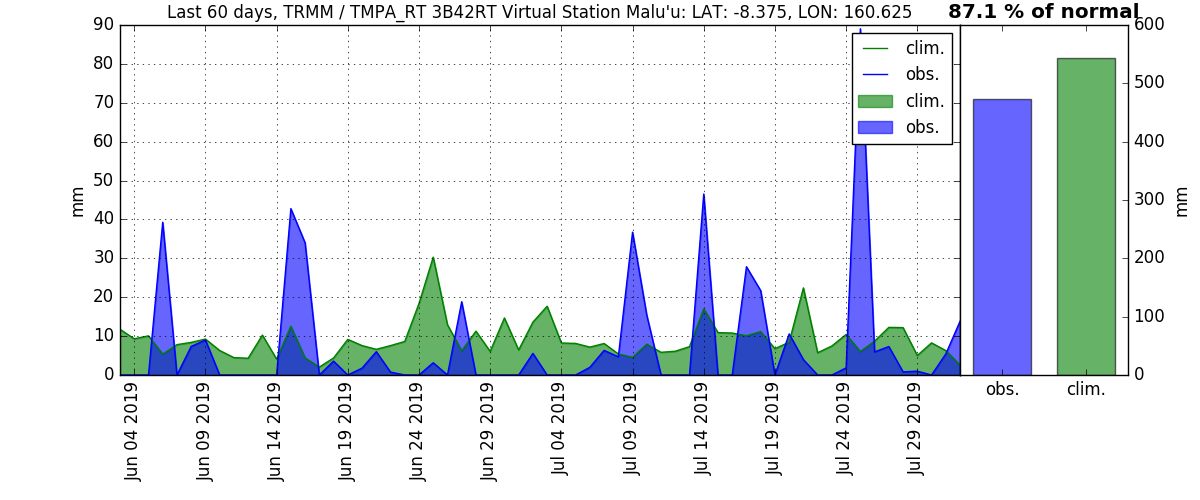 Last 60 days, TRMM / TMPA_RT 3B42RT Virtual Station Malu'u: LAT: -8.375, LON: 160.625
87.1 % of normal
mm
90
80
70
60
50
40
30
20
10
0
clim.
obs.
clim.
obs.
Jun 04 2019
Jun 09 2019
Jun 14 2019
Jun 19 2019
Jun 24 2019
Jun 29 2019
Jul 04 2019
Jul 09 2019
Jul 14 2019
Jul 19 2019
Jul 24 2019
Jul 29 2019
600
500
400
300
200
100
0
mm
obs.
clim.